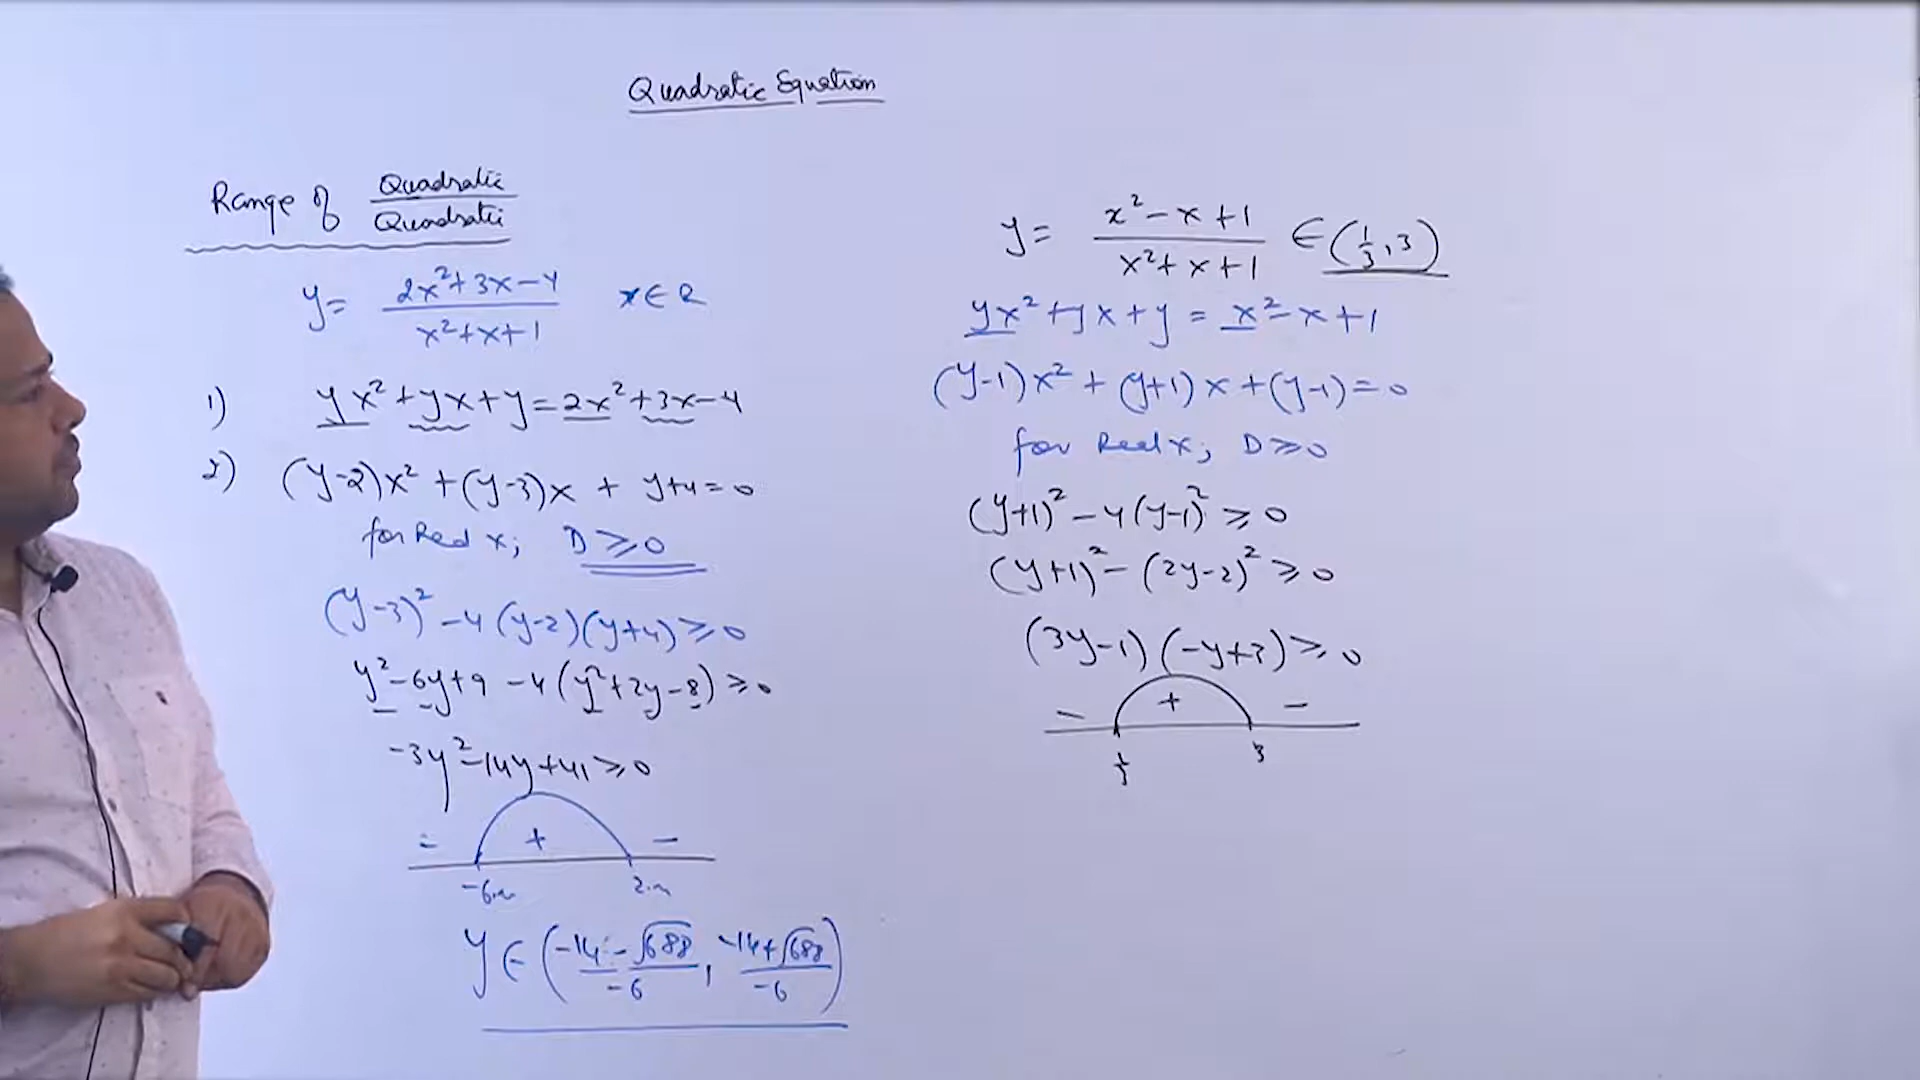 Quadratic Equation
Range of Quadratic / Quadratic
y = (2x² + 3x - 4) / (x² + x + 1) x ∈ R
1) yx² + yx + y = 2x² + 3x - 4
2) (y-2)x² + (y-3)x + y+4 = 0
for Real x; D ≥ 0
(y-3)² - 4(y-2)(y+4) ≥ 0
y² - 6y + 9 - 4(y² + 2y - 8) ≥ 0
-3y² - 14y + 41 ≥ 0
- + -
y ∈ ((-14 - √688) / -6, (-14 + √688) / -6)
y = (x² - x + 1) / (x² + x + 1) ∈ (1/3, 3)
yx² + yx + y = x² - x + 1
(y-1)x² + (y+1)x + (y-1) = 0
for Real x; D ≥ 0
(y+1)² - 4(y-1)² ≥ 0
(y+1)² - (2y-2)² ≥ 0
(3y-1)(-y+3) ≥ 0
- + -
1/3 3